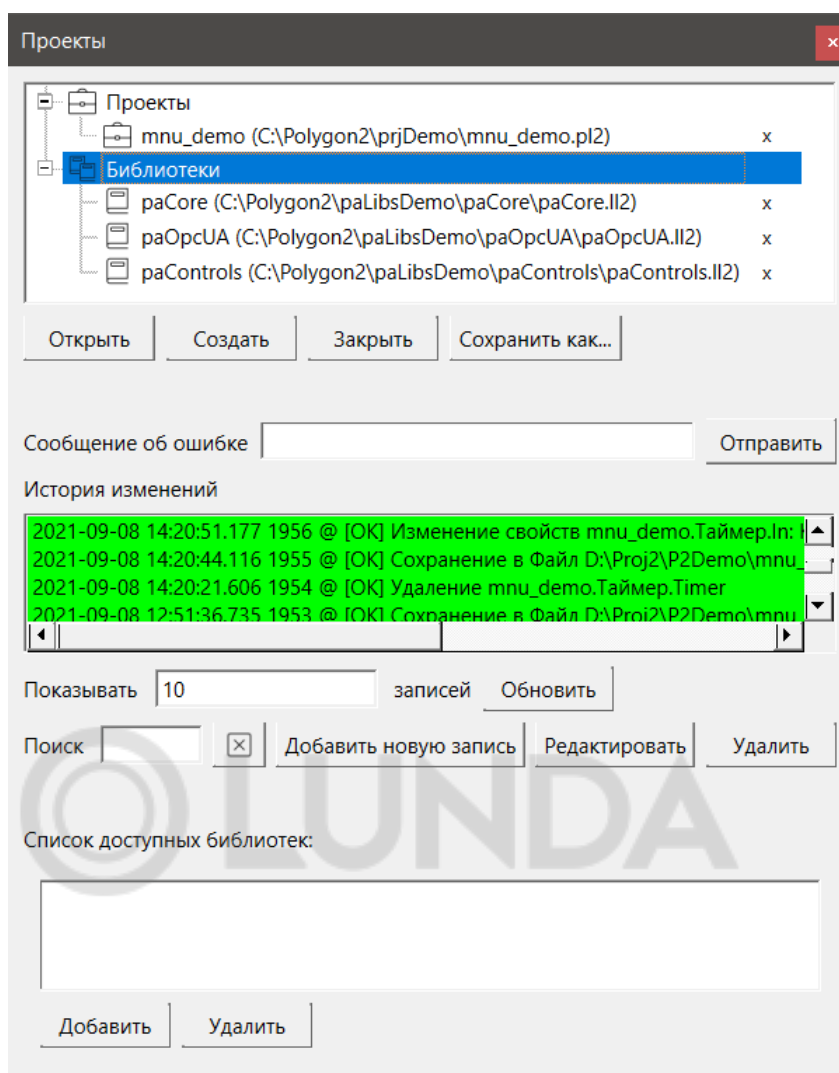 Проекты x
Проекты
mnu_demo (C:\Polygon2\prjDemo\mnu_demo.pl2) x
Библиотеки
paCore (C:\Polygon2\paLibsDemo\paCore\paCore.ll2) x
paOpcUA (C:\Polygon2\paLibsDemo\paOpcUA\paOpcUA.ll2) x
paControls (C:\Polygon2\paLibsDemo\paControls\paControls.ll2) x
Открыть Создать Закрыть Сохранить как...
Сообщение об ошибке Отправить
История изменений
2021-09-08 14:20:51.177 1956 @ [OK] Изменение свойств mnu_demo.Таймер.In:
2021-09-08 14:20:44.116 1955 @ [OK] Сохранение в Файл D:\Proj2\P2Demo\mnu_
2021-09-08 14:20:21.606 1954 @ [OK] Удаление mnu_demo.Таймер.Timer
2021-09-08 12:51:36.735 1953 @ [OK] Сохранение в Файл D:\Proj2\P2Demo\mnu
Показывать 10 записей Обновить
Поиск Добавить новую запись Редактировать Удалить
LUNDA
Список доступных библиотек:
Добавить Удалить